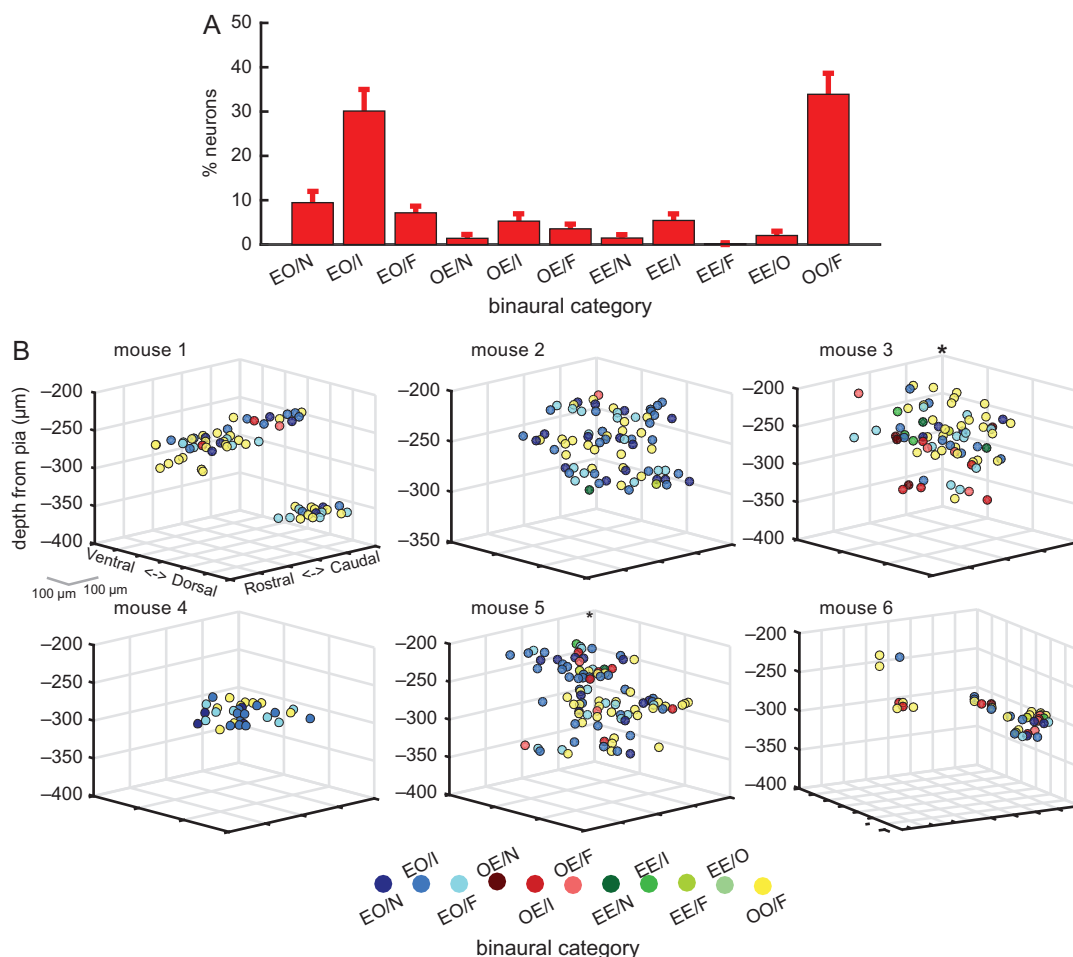 A
50
40
30
20
10
0
% neurons
EO/N EO/I EO/F OE/N OE/I OE/F EE/N EE/I EE/F EE/O OO/F
binaural category
B
mouse 1
mouse 2
mouse 3
*
depth from pia (µm)
–200
–250
–300
–350
–400
Ventral <-> Dorsal
Rostral <-> Caudal
100 µm 100 µm
–200
–250
–300
–350
–200
–250
–300
–350
–400
mouse 4
mouse 5
*
mouse 6
–200
–250
–300
–350
–400
–200
–250
–300
–350
–400
–200
–250
–300
–350
–400
EO/I OE/N OE/F EE/I EE/O
EO/N EO/F OE/I EE/N EE/F OO/F
binaural category